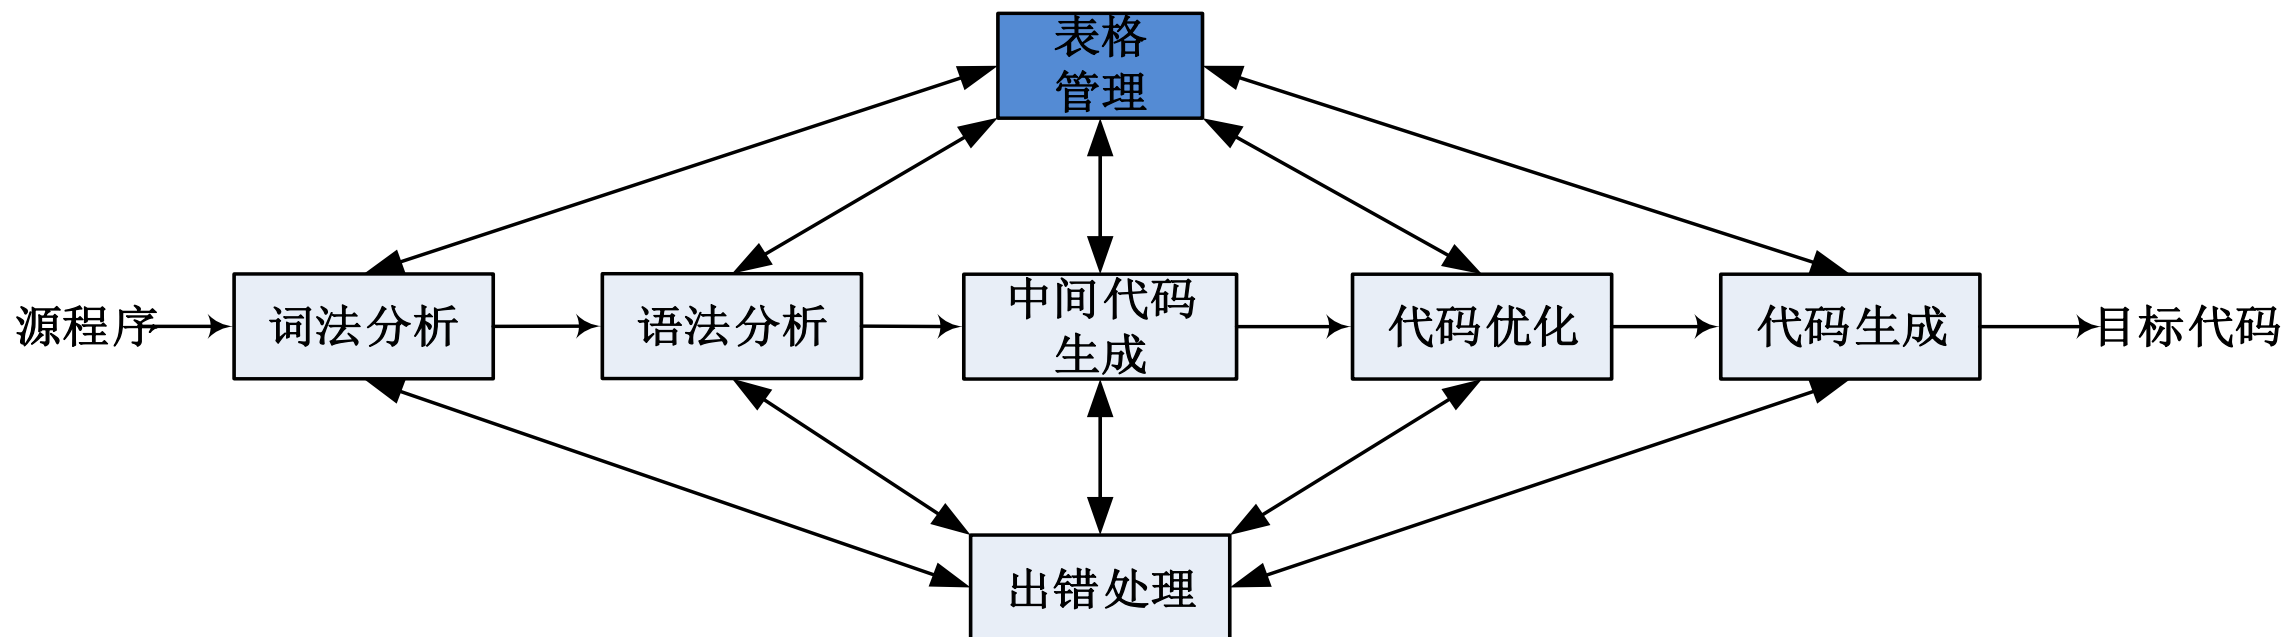 表格
管理
源程序
词法分析
语法分析
中间代码
生成
代码优化
代码生成
目标代码
出错处理